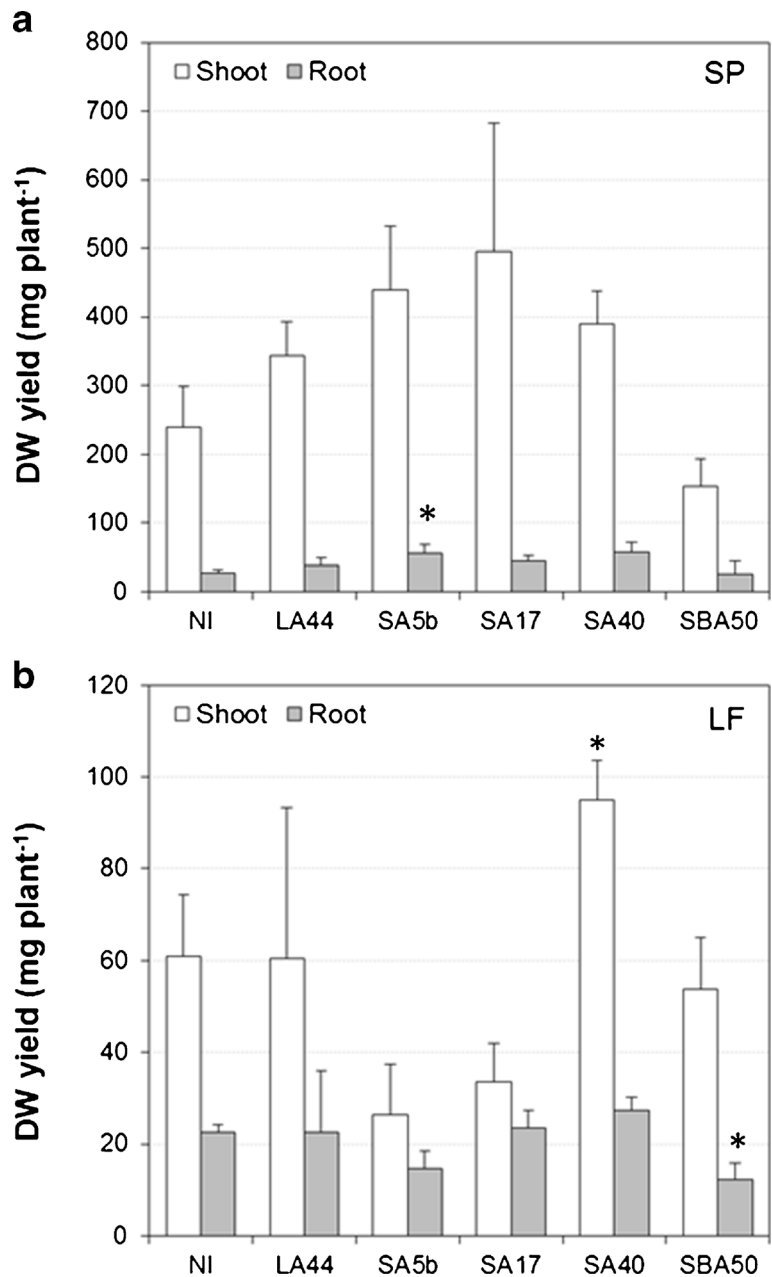 a
800
Shoot Root SP
700
600
500
400
300
200
100
0
DW yield (mg plant-1)
*
NI LA44 SA5b SA17 SA40 SBA50
b
120
Shoot Root LF
100
80
60
40
20
0
DW yield (mg plant-1)
*
*
NI LA44 SA5b SA17 SA40 SBA50